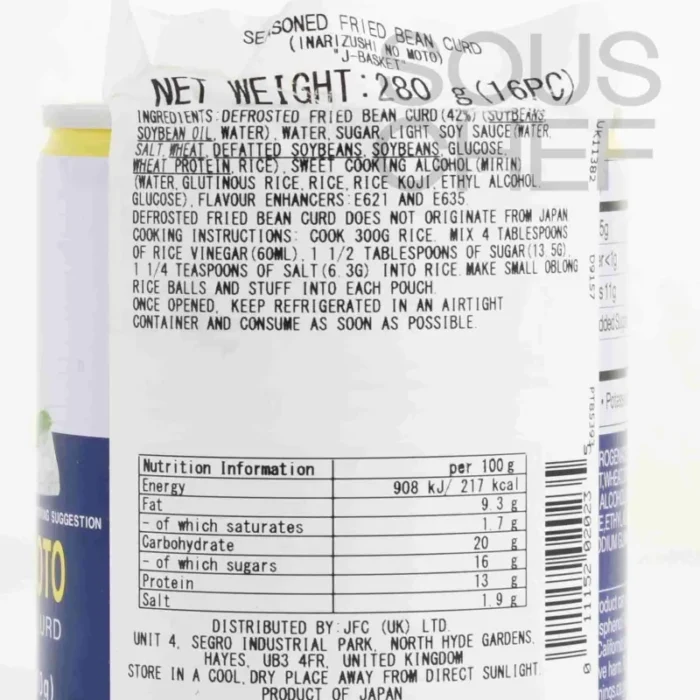 SOUS
CHEF
SEASONED FRIED BEAN CURD
(INARIZUSHI NO MOTO)
"J-BASKET"
NET WEIGHT:280 g (16PC)
INGREDIENTS:DEFROSTED FRIED BEAN CURD(42%)(SOYBEANS,
SOYBEAN OIL, WATER), WATER, SUGAR, LIGHT SOY SAUCE(WATER,
SALT, WHEAT, DEFATTED SOYBEANS, SOYBEANS, GLUCOSE,
WHEAT PROTEIN, RICE), SWEET COOKING ALCOHOL(MIRIN)
(WATER, GLUTINOUS RICE, RICE, RICE KOJI, ETHYL ALCOHOL,
GLUCOSE), FLAVOUR ENHANCERS:E621 AND E635.
DEFROSTED FRIED BEAN CURD DOES NOT ORIGINATE FROM JAPAN
COOKING INSTRUCTIONS: COOK 300G RICE. MIX 4 TABLESPOONS
OF RICE VINEGAR(60ML), 1 1/2 TABLESPOONS OF SUGAR(13.5G),
1 1/4 TEASPOONS OF SALT(6.3G) INTO RICE. MAKE SMALL OBLONG
RICE BALLS AND STUFF INTO EACH POUCH.
ONCE OPENED, KEEP REFRIGERATED IN AN AIRTIGHT
CONTAINER AND CONSUME AS SOON AS POSSIBLE.
Nutrition Information per 100g
Energy 908 kJ/ 217 kcal
Fat 9.3 g
- of which saturates 1.7 g
Carbohydrate 20 g
- of which sugars 16 g
Protein 13 g
Salt 1.9 g
DISTRIBUTED BY:JFC (UK) LTD.
UNIT 4, SEGRO INDUSTRIAL PARK, NORTH HYDE GARDENS,
HAYES, UB3 4FR, UNITED KINGDOM
STORE IN A COOL, DRY PLACE AWAY FROM DIRECT SUNLIGHT.
PRODUCT OF JAPAN
UK11382
D9157
0 11152 02023 5
SUGGESTION
OTO
URD
5g
r<1g
s 11g